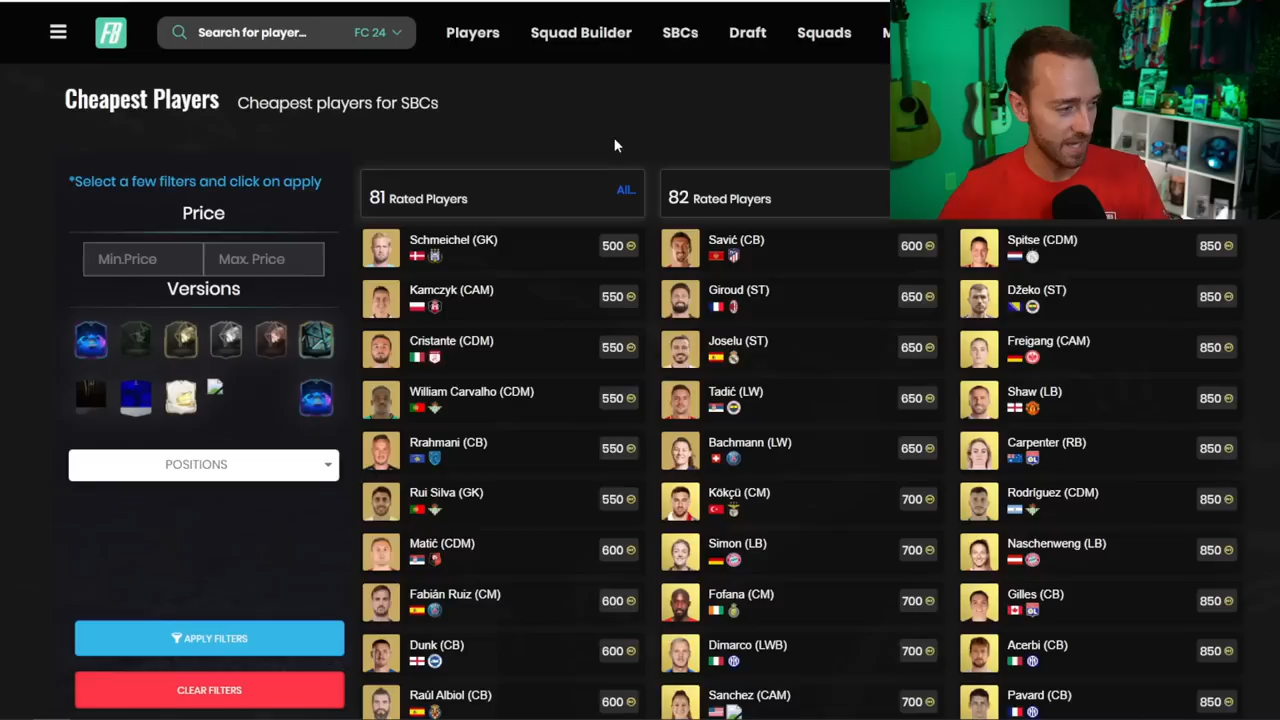 FB
Search for player...
FC 24
Players
Squad Builder
SBCs
Draft
Squads
M
Cheapest Players
Cheapest players for SBCs
*Select a few filters and click on apply
Price
Min.Price
Max. Price
Versions
POSITIONS
APPLY FILTERS
CLEAR FILTERS
81 Rated Players
All...
Schmeichel (GK)
500
Kamczyk (CAM)
550
Cristante (CDM)
550
William Carvalho (CDM)
550
Rrahmani (CB)
550
Rui Silva (GK)
550
Matić (CDM)
600
Fabián Ruiz (CM)
600
Dunk (CB)
600
Raúl Albiol (CB)
600
82 Rated Players
Savić (CB)
600
Giroud (ST)
650
Joselu (ST)
650
Tadić (LW)
650
Bachmann (LW)
650
Kökçü (CM)
700
Simon (LB)
700
Fofana (CM)
700
Dimarco (LWB)
700
Sanchez (CAM)
700
Spitse (CDM)
850
Džeko (ST)
850
Freigang (CAM)
850
Shaw (LB)
850
Carpenter (RB)
850
Rodríguez (CDM)
850
Naschenweng (LB)
850
Gilles (CB)
850
Acerbi (CB)
850
Pavard (CB)
850